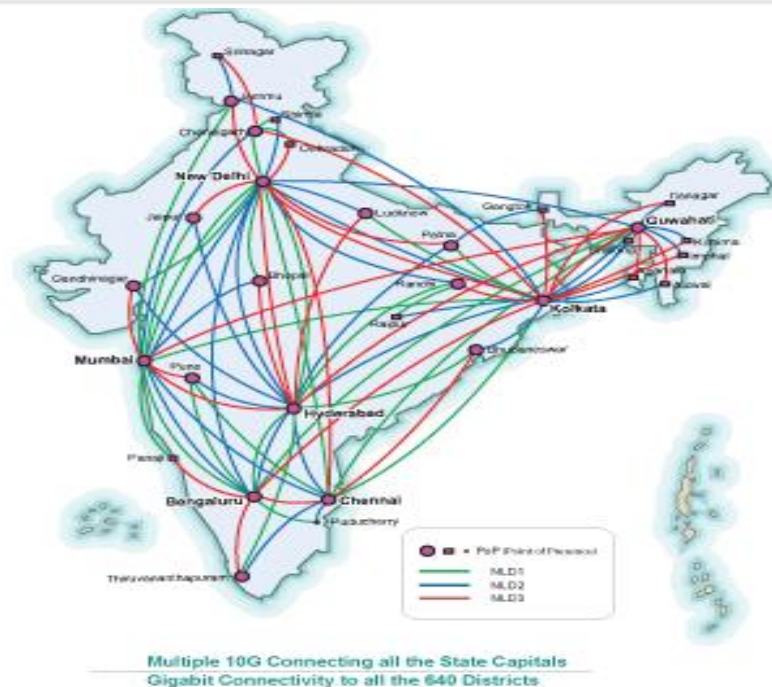 Srinagar
Jammu
Shimla
Chandigarh
Dehradun
New Delhi
Jaipur
Lucknow
Gangtok
Itanagar
Guwahati
Patna
Kohima
Imphal
Gandhinagar
Bhopal
Ranchi
Aizwal
Raipur
Kolkata
Bhubaneswar
Mumbai
Pune
Hyderabad
Panaji
Bengaluru
Chennai
Puducherry
Thiruvananthapuram
PoP (Point of Presence)
NLD1
NLD2
NLD3
Multiple 10G Connecting all the State Capitals
Gigabit Connectivity to all the 640 Districts